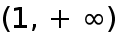 (1, + ∞)